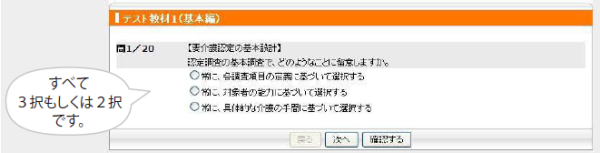 テスト教材1(基本編)
問1/20
【要介護認定の基本設計】
認定調査の基本調査で、どのようなことに留意しますか。
常に、各調査項目の定義に基づいて選択する
常に、対象者の能力に基づいて選択する
常に、具体的な介護の手間に基づいて選択する
すべて
3択もしくは2択
です。
戻る 次へ 確認する